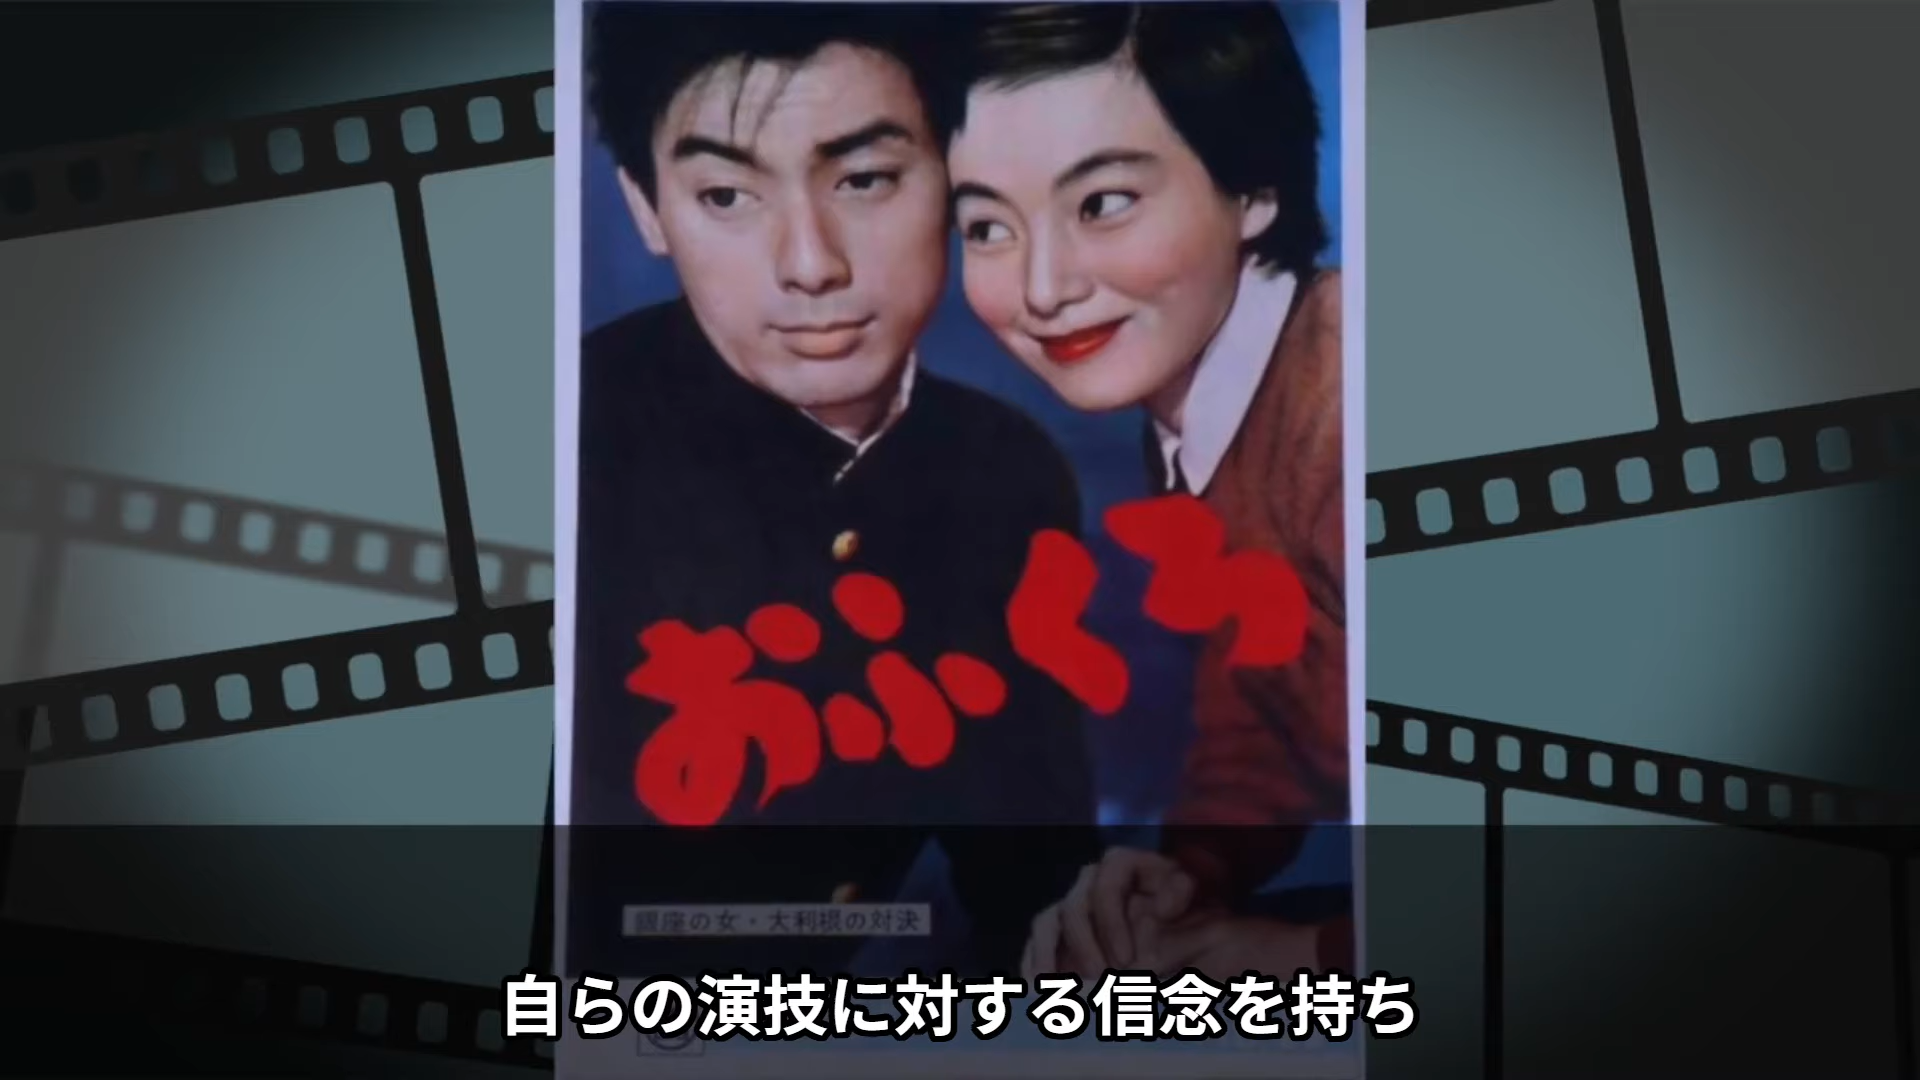 おふくろ
銀座の女・大利根の対決
自らの演技に対する信念を持ち